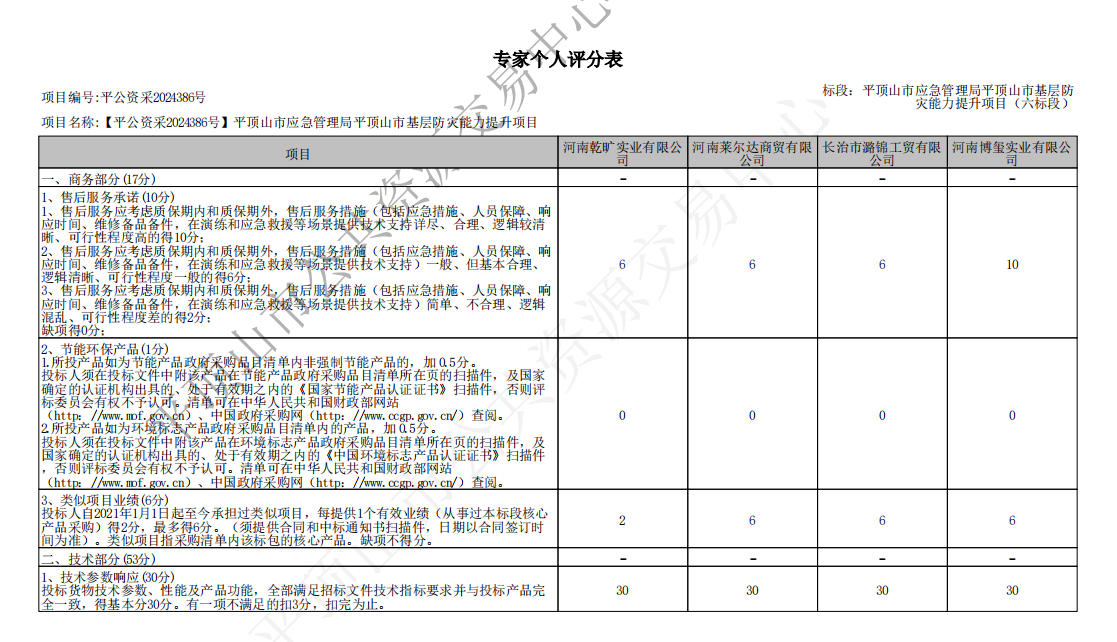 专家个人评分表
项目编号:平公资采2024386号
标段：平顶山市应急管理局平顶山市基层防
灾能力提升项目（六标段）
项目名称:【平公资采2024386号】平顶山市应急管理局平顶山市基层防灾能力提升项目
项目
河南乾旷实业有限公
司
河南莱尔达商贸有限
公司
长治市潞锦工贸有限
公司
河南博玺实业有限公
司
一、商务部分(17分)
-
-
-
-
1、售后服务承诺(10分)
1、售后服务应考虑质保期内和质保期外，售后服务措施（包括应急措施、人员保障、响
应时间、维修备品备件，在演练和应急救援等场景提供技术支持详尽、合理、逻辑较清
晰、可行性程度高的得10分；
2、售后服务应考虑质保期内和质保期外，售后服务措施（包括应急措施、人员保障、响
应时间、维修备品备件，在演练和应急救援等场景提供技术支持）一般、但基本合理、
逻辑清晰、可行性程度一般的得6分；
3、售后服务应考虑质保期内和质保期外，售后服务措施（包括应急措施、人员保障、响
应时间、维修备品备件，在演练和应急救援等场景提供技术支持）简单、不合理、逻辑
混乱、可行性程度差的得2分；
缺项得0分；
6
6
6
10
2、节能环保产品(1分)
1.所投产品如为节能产品政府采购品目清单内非强制节能产品的，加0.5分。
投标人须在投标文件中附该产品在节能产品政府采购品目清单所在页的扫描件，及国家
确定的认证机构出具的、处于有效期之内的《国家节能产品认证证书》扫描件，否则评
标委员会有权不予认可。清单可在中华人民共和国财政部网站
（http：//www.mof.gov.cn）、中国政府采购网（http：//www.ccgp.gov.cn/）查阅。
2.所投产品如为环境标志产品政府采购品目清单内的产品，加0.5分。
投标人须在投标文件中附该产品在环境标志产品政府采购品目清单所在页的扫描件，及
国家确定的认证机构出具的、处于有效期之内的《中国环境标志产品认证证书》扫描件
，否则评标委员会有权不予认可。清单可在中华人民共和国财政部网站
（http：//www.mof.gov.cn）、中国政府采购网（http：//www.ccgp.gov.cn/）查阅。
0
0
0
0
3、类似项目业绩(6分)
投标人自2021年1月1日起至今承担过类似项目，每提供1个有效业绩（从事过本标段核心
产品采购）得2分，最多得6分。（须提供合同和中标通知书扫描件，日期以合同签订时
间为准）。类似项目指采购清单内该标包的核心产品。缺项不得分。
2
6
6
6
二、技术部分(53分)
-
-
-
-
1、技术参数响应(30分)
投标货物技术参数、性能及产品功能，全部满足招标文件技术指标要求并与投标产品完
全一致，得基本分30分。有一项不满足的扣3分，扣完为止。
30
30
30
30
平顶山市公共资源交易中心
平顶山市公共资源交易中心